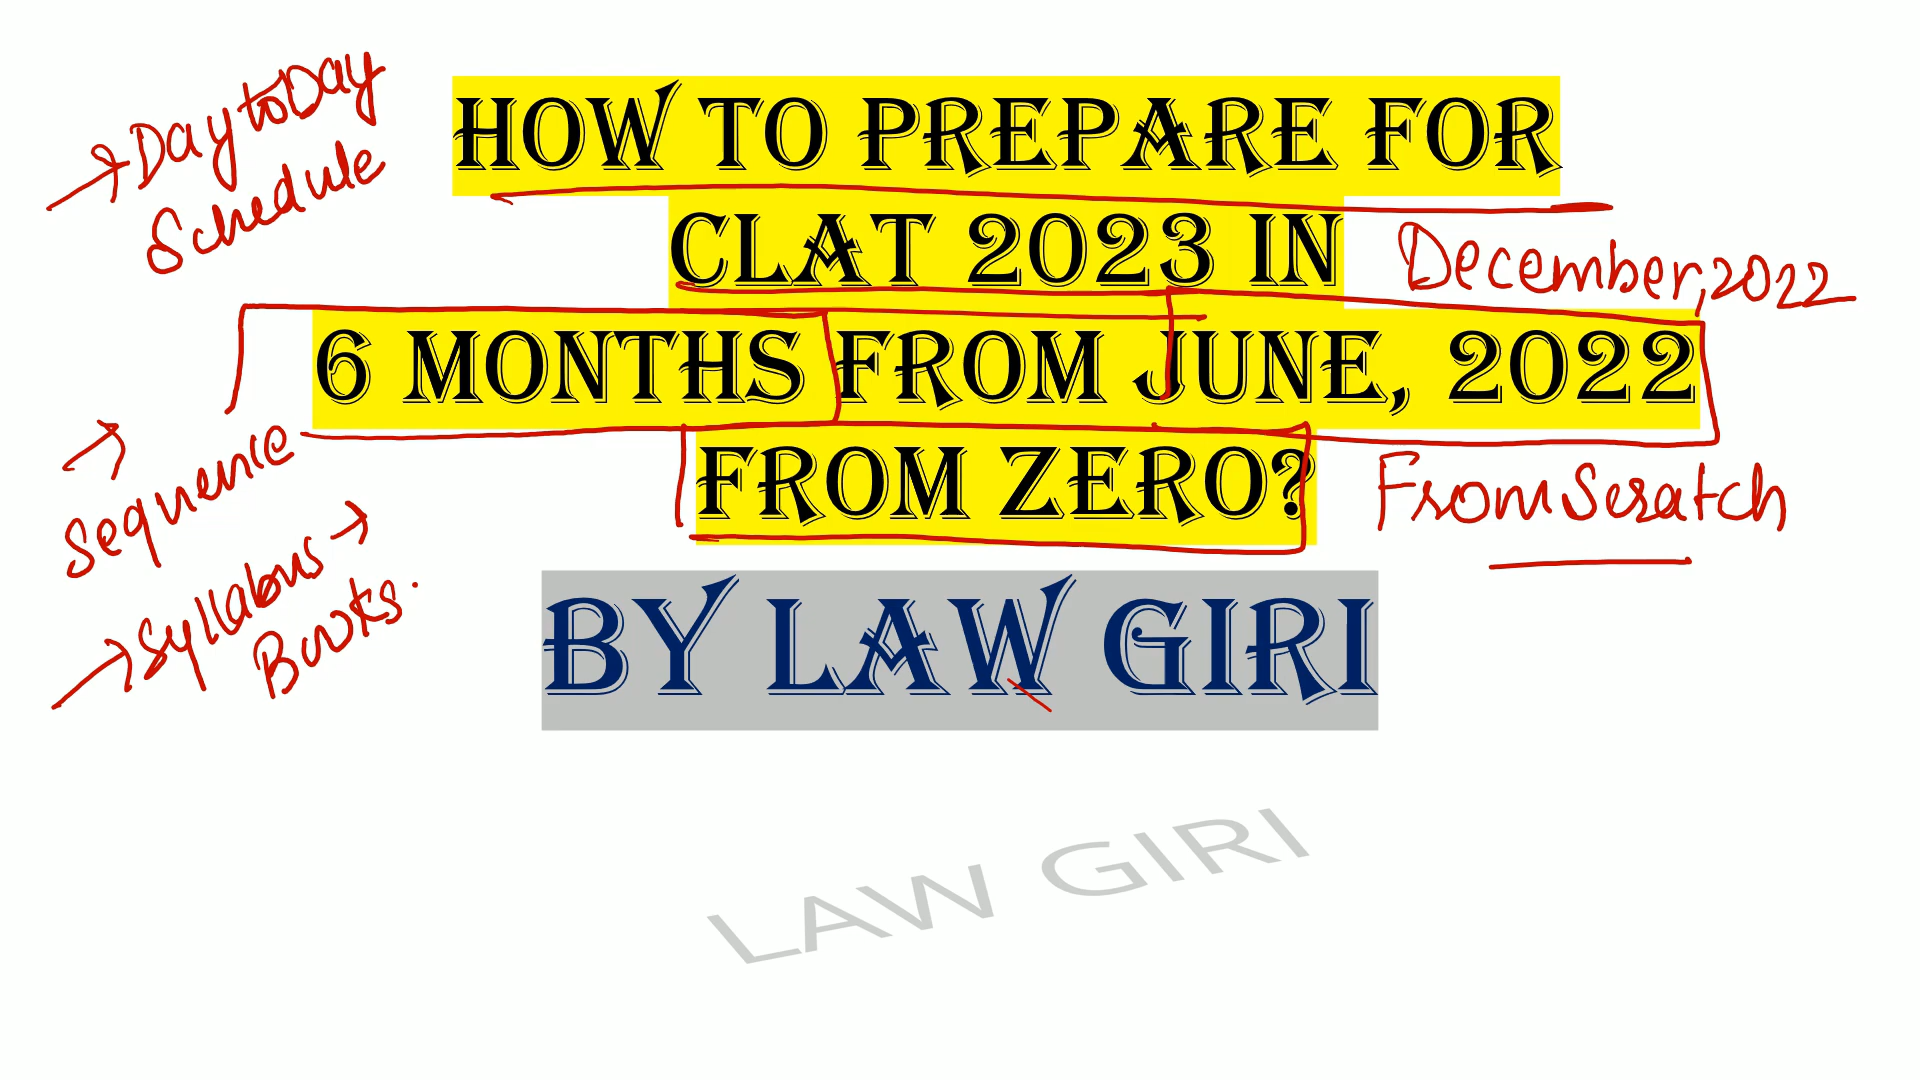 → Day to Day
Schedule
HOW TO PREPARE FOR
CLAT 2023 IN
December, 2022
6 MONTHS FROM JUNE, 2022
FROM ZERO?
From Scratch
→
Sequence
→ Syllabus →
Books.
BY LAW GIRI
LAW GIRI